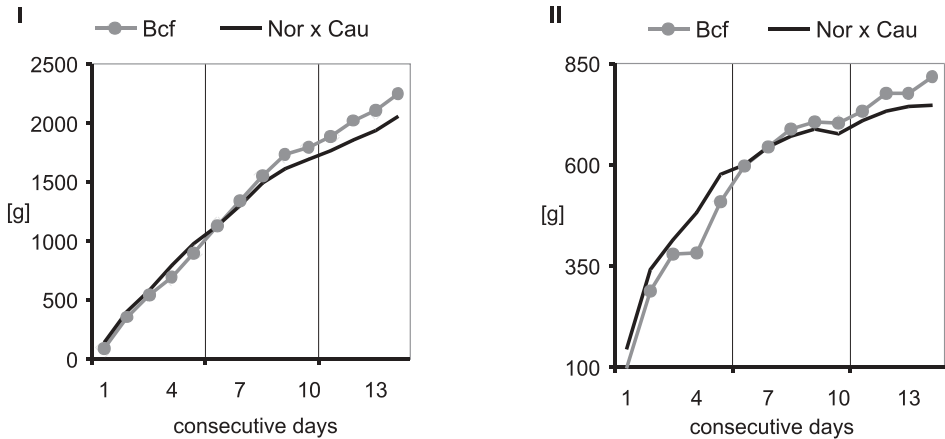 I
Bcf Nor x Cau
2500
2000
1500
1000
500
0
[g]
1 4 7 10 13
consecutive days
II
Bcf Nor x Cau
850
600
350
100
[g]
1 4 7 10 13
consecutive days